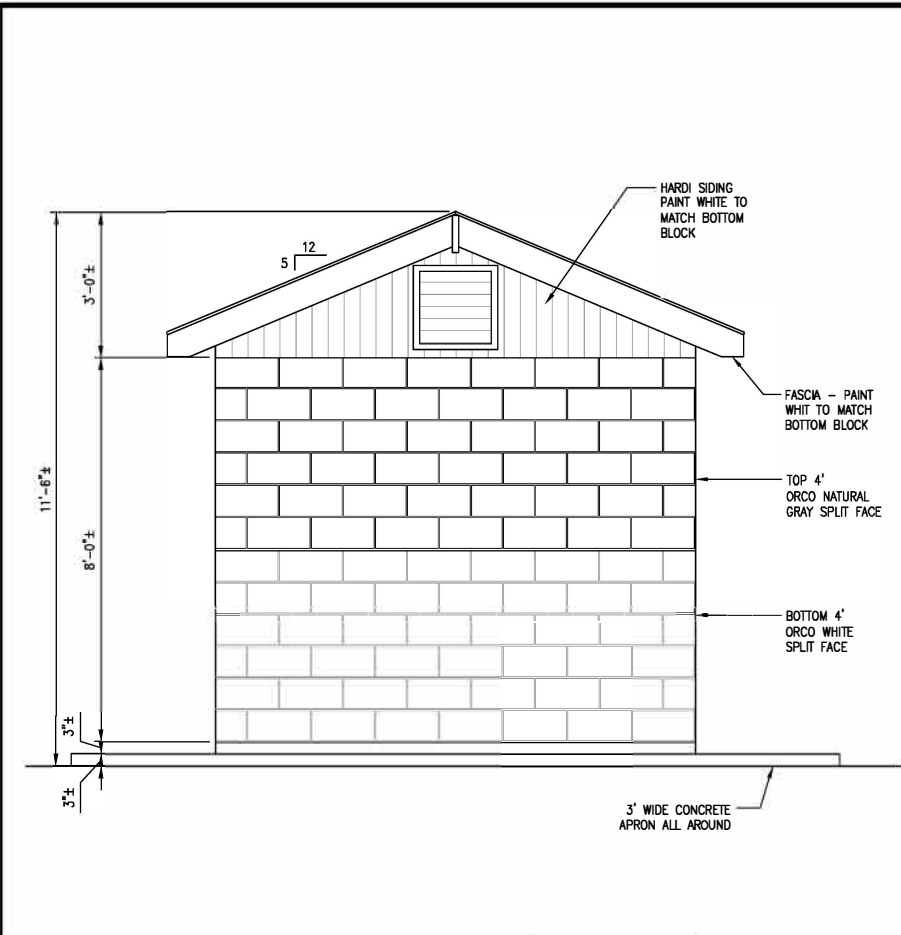 HARDI SIDING
PAINT WHITE TO
MATCH BOTTOM
BLOCK
12
5
3'-0"±
FASCIA - PAINT
WHIT TO MATCH
BOTTOM BLOCK
TOP 4'
ORCO NATURAL
GRAY SPLIT FACE
11'-6"±
8'-0"±
BOTTOM 4'
ORCO WHITE
SPLIT FACE
3"±
3"±
3' WIDE CONCRETE
APRON ALL AROUND